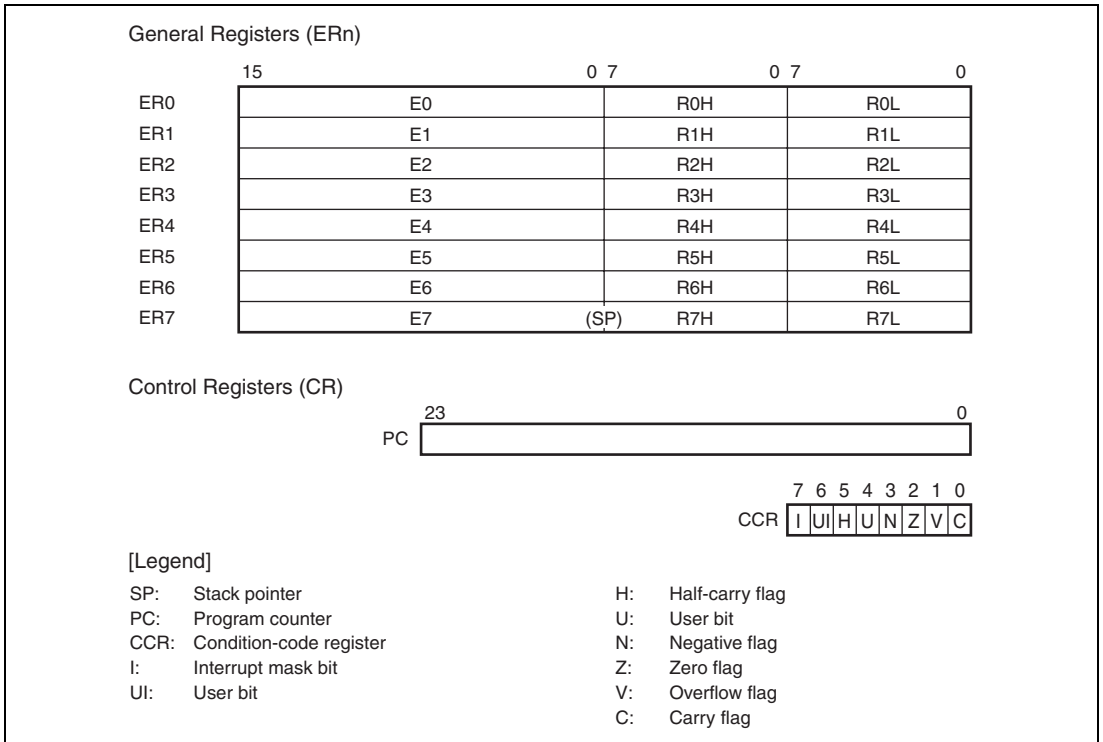 General Registers (ERn)
15 0 7 0 7 0
ER0 E0 R0H R0L
ER1 E1 R1H R1L
ER2 E2 R2H R2L
ER3 E3 R3H R3L
ER4 E4 R4H R4L
ER5 E5 R5H R5L
ER6 E6 R6H R6L
ER7 E7 (SP) R7H R7L
Control Registers (CR)
23 0
PC
7 6 5 4 3 2 1 0
CCR I UI H U N Z V C
[Legend]
SP: Stack pointer
PC: Program counter
CCR: Condition-code register
I: Interrupt mask bit
UI: User bit
H: Half-carry flag
U: User bit
N: Negative flag
Z: Zero flag
V: Overflow flag
C: Carry flag